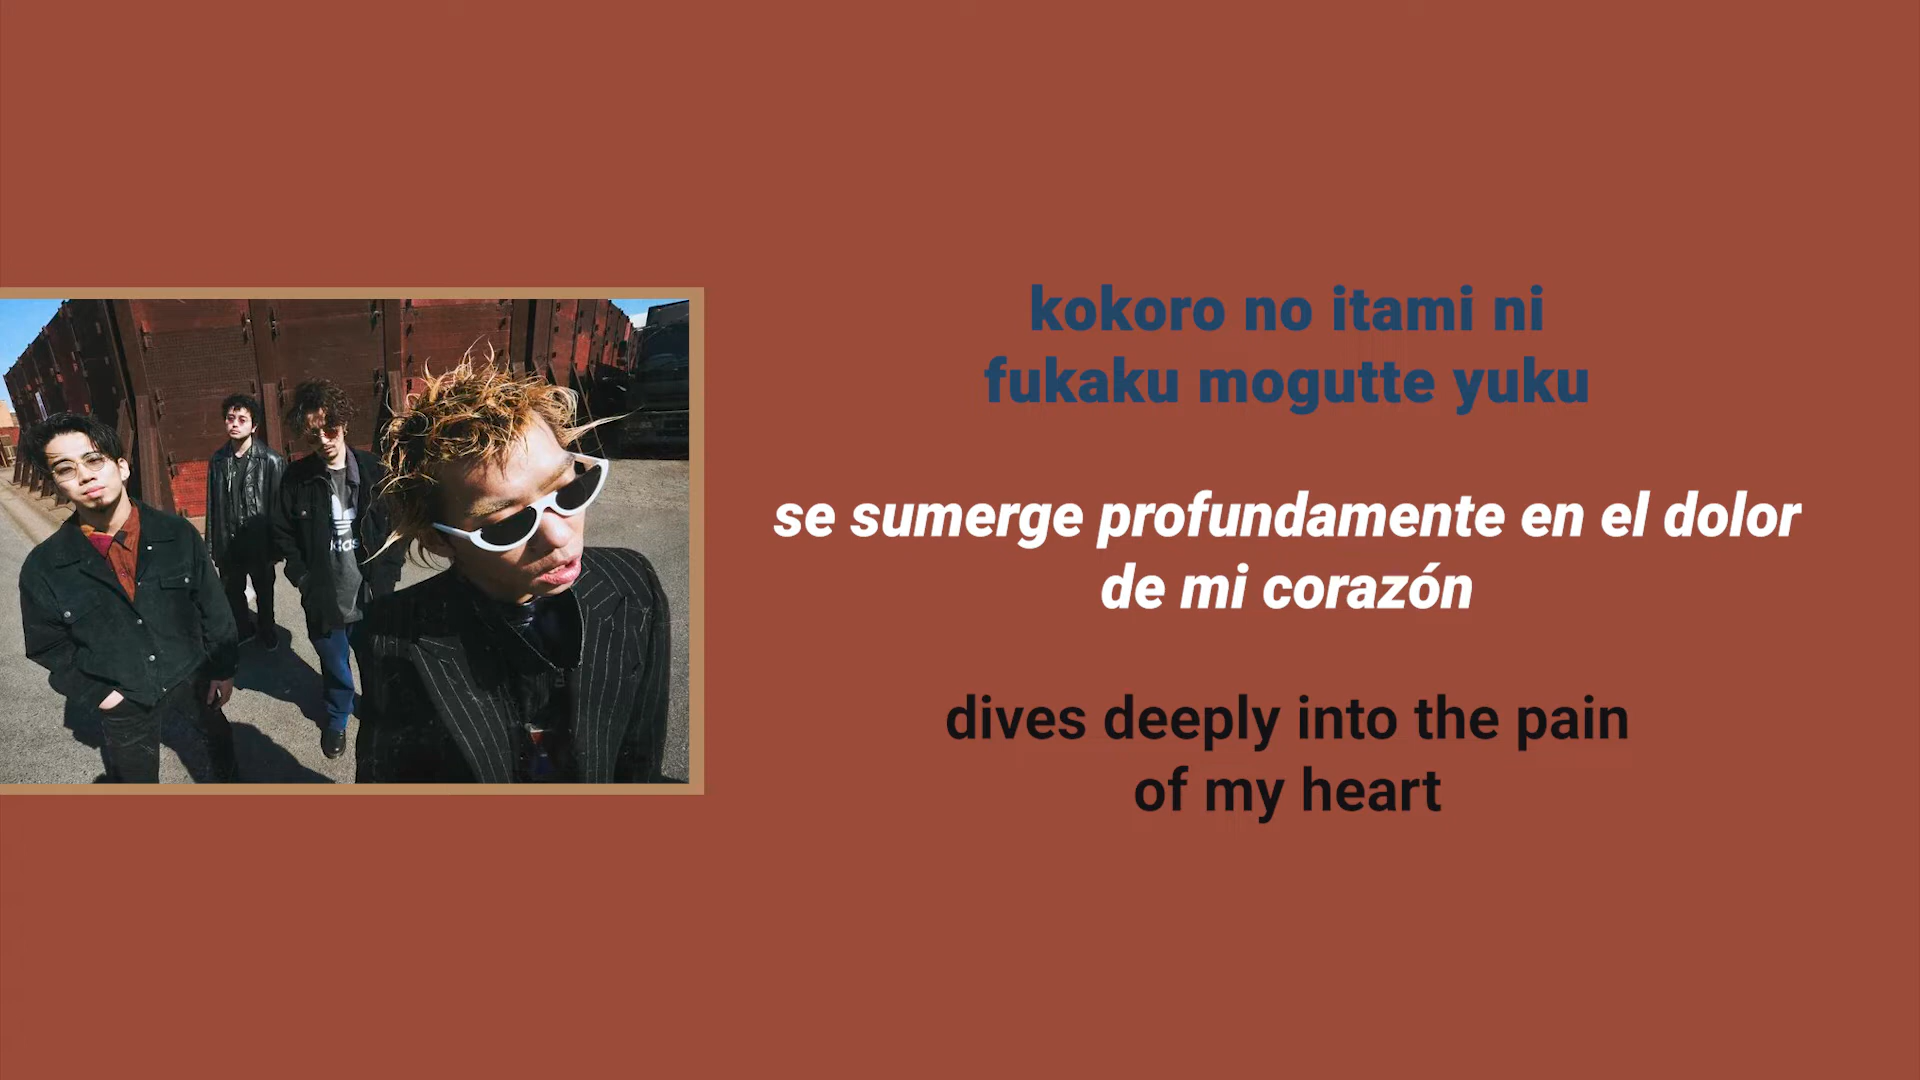 kokoro no itami ni
fukaku mogutte yuku
se sumerge profundamente en el dolor
de mi corazón
dives deeply into the pain
of my heart